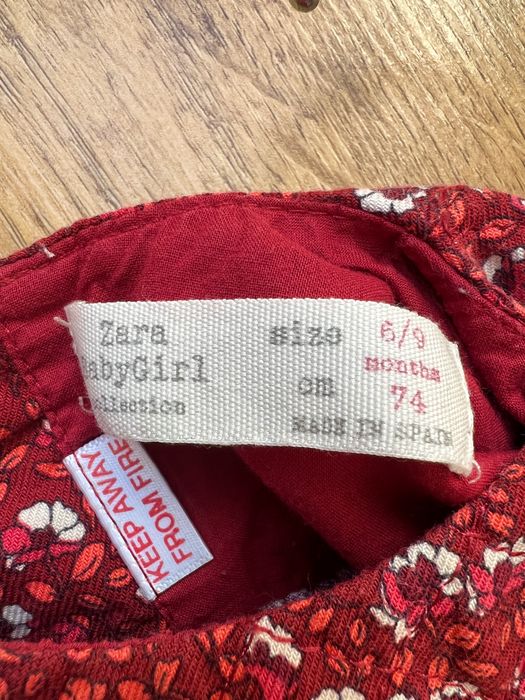 Zara
BabyGirl
Collection
size
cm
6/9
months
74
MADE IN SPAIN
KEEP AWAY
FROM FIRE